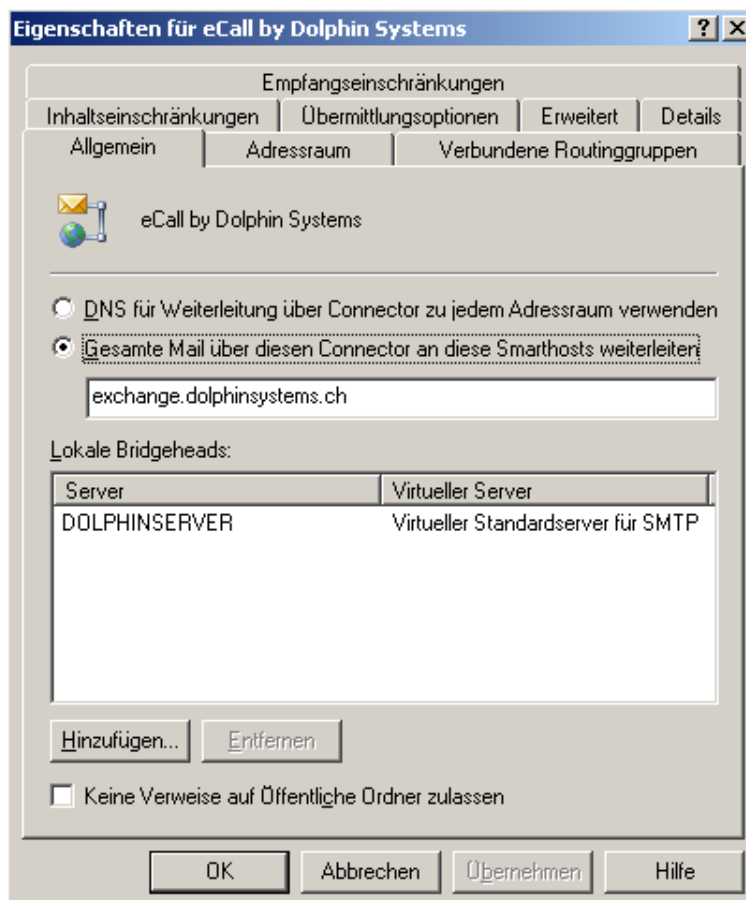 Eigenschaften für eCall by Dolphin Systems
Empfangseinschränkungen
Inhaltseinschränkungen Übermittlungsoptionen Erweitert Details
Allgemein Adressraum Verbundene Routinggruppen
eCall by Dolphin Systems
DNS für Weiterleitung über Connector zu jedem Adressraum verwenden
Gesamte Mail über diesen Connector an diese Smarthosts weiterleiten
exchange.dolphinsystems.ch
Lokale Bridgeheads:
Server Virtueller Server
DOLPHINSERVER Virtueller Standardserver für SMTP
Hinzufügen... Entfernen
Keine Verweise auf Öffentliche Ordner zulassen
OK Abbrechen Übernehmen Hilfe